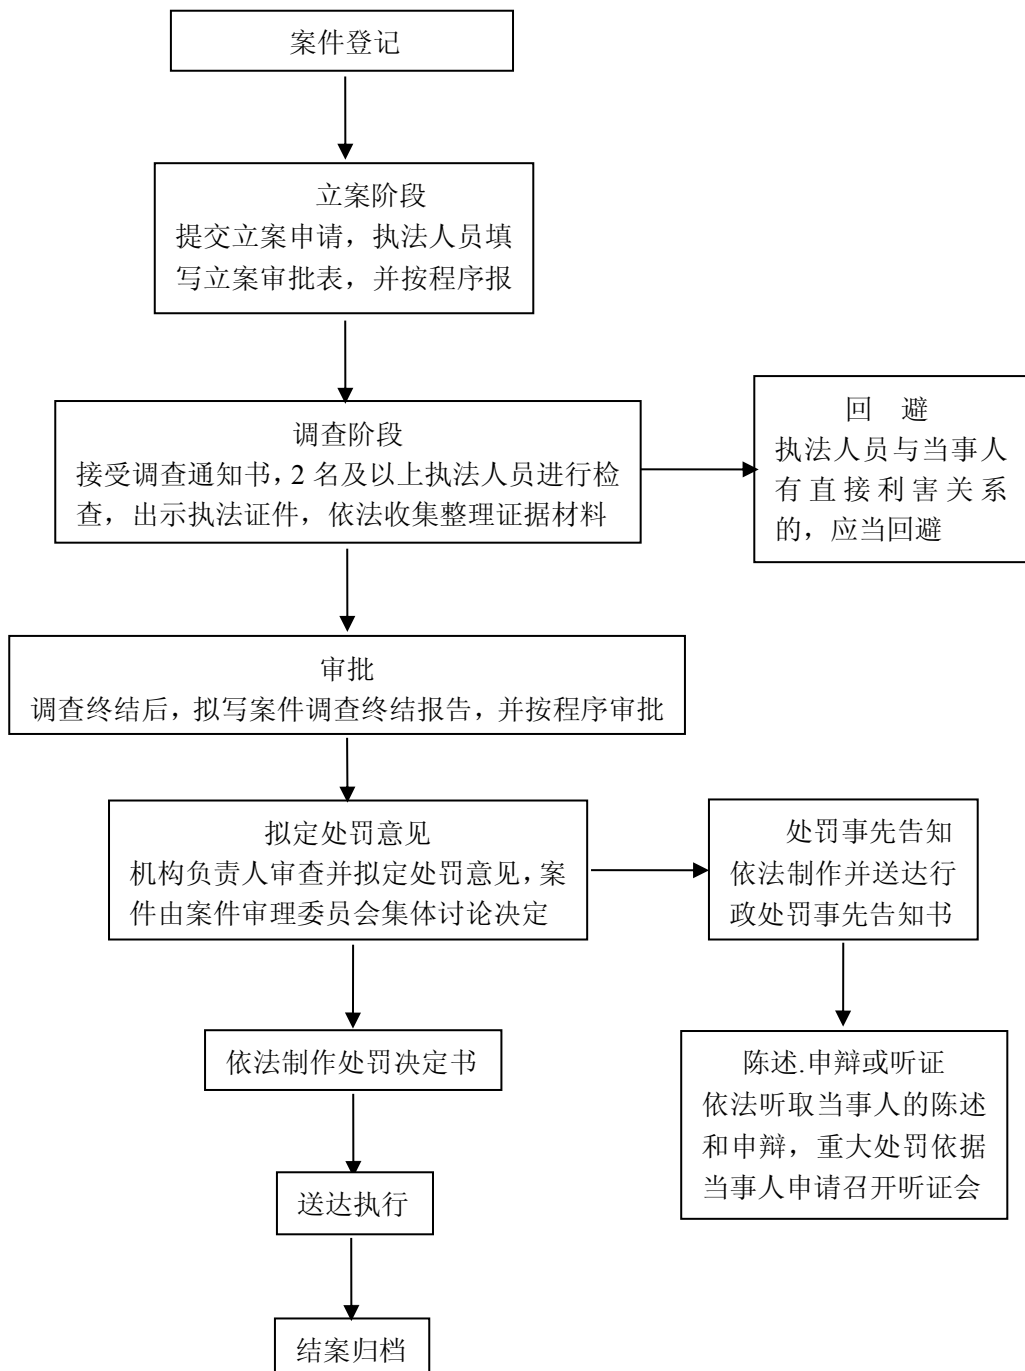 案件登记
立案阶段
提交立案申请，执法人员填
写立案审批表，并按程序报
调查阶段
接受调查通知书，2 名及以上执法人员进行检
查，出示执法证件，依法收集整理证据材料
回 避
执法人员与当事人
有直接利害关系
的，应当回避
审批
调查终结后，拟写案件调查终结报告，并按程序审批
拟定处罚意见
机构负责人审查并拟定处罚意见，案
件由案件审理委员会集体讨论决定
处罚事先告知
依法制作并送达行
政处罚事先告知书
依法制作处罚决定书
陈述.申辩或听证
依法听取当事人的陈述
和申辩，重大处罚依据
当事人申请召开听证会
送达执行
结案归档